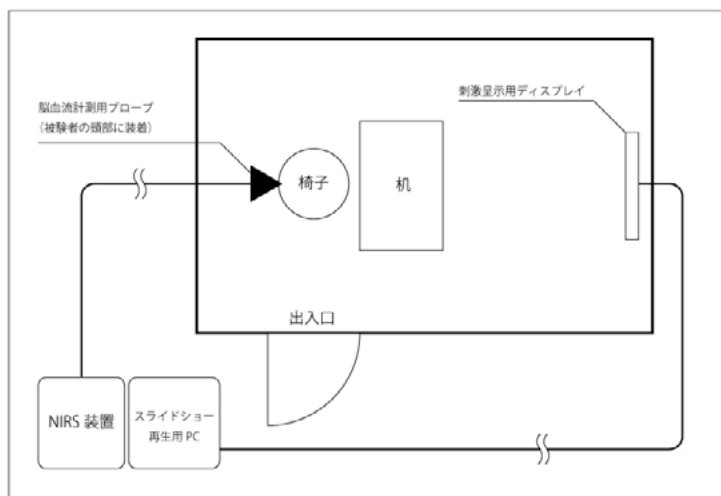 脳血流計測用プローブ
（被験者の頭部に装着）
刺激呈示用ディスプレイ
椅子
机
出入口
NIRS 装置
スライドショー
再生用 PC